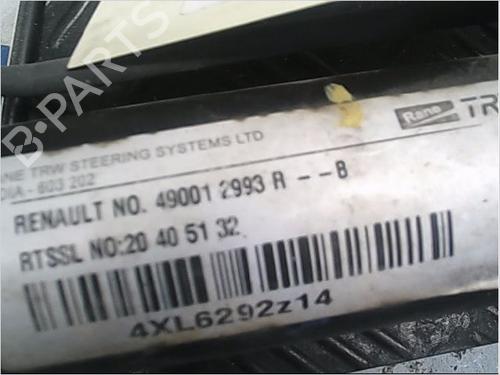 Rane TR
NE TRW STEERING SYSTEMS LTD
DIA - 603 202
RENAULT NO. 49001 2993 R - - B
RTSSL NO:20 40 51 32
4XL6292z14
B-PARTS